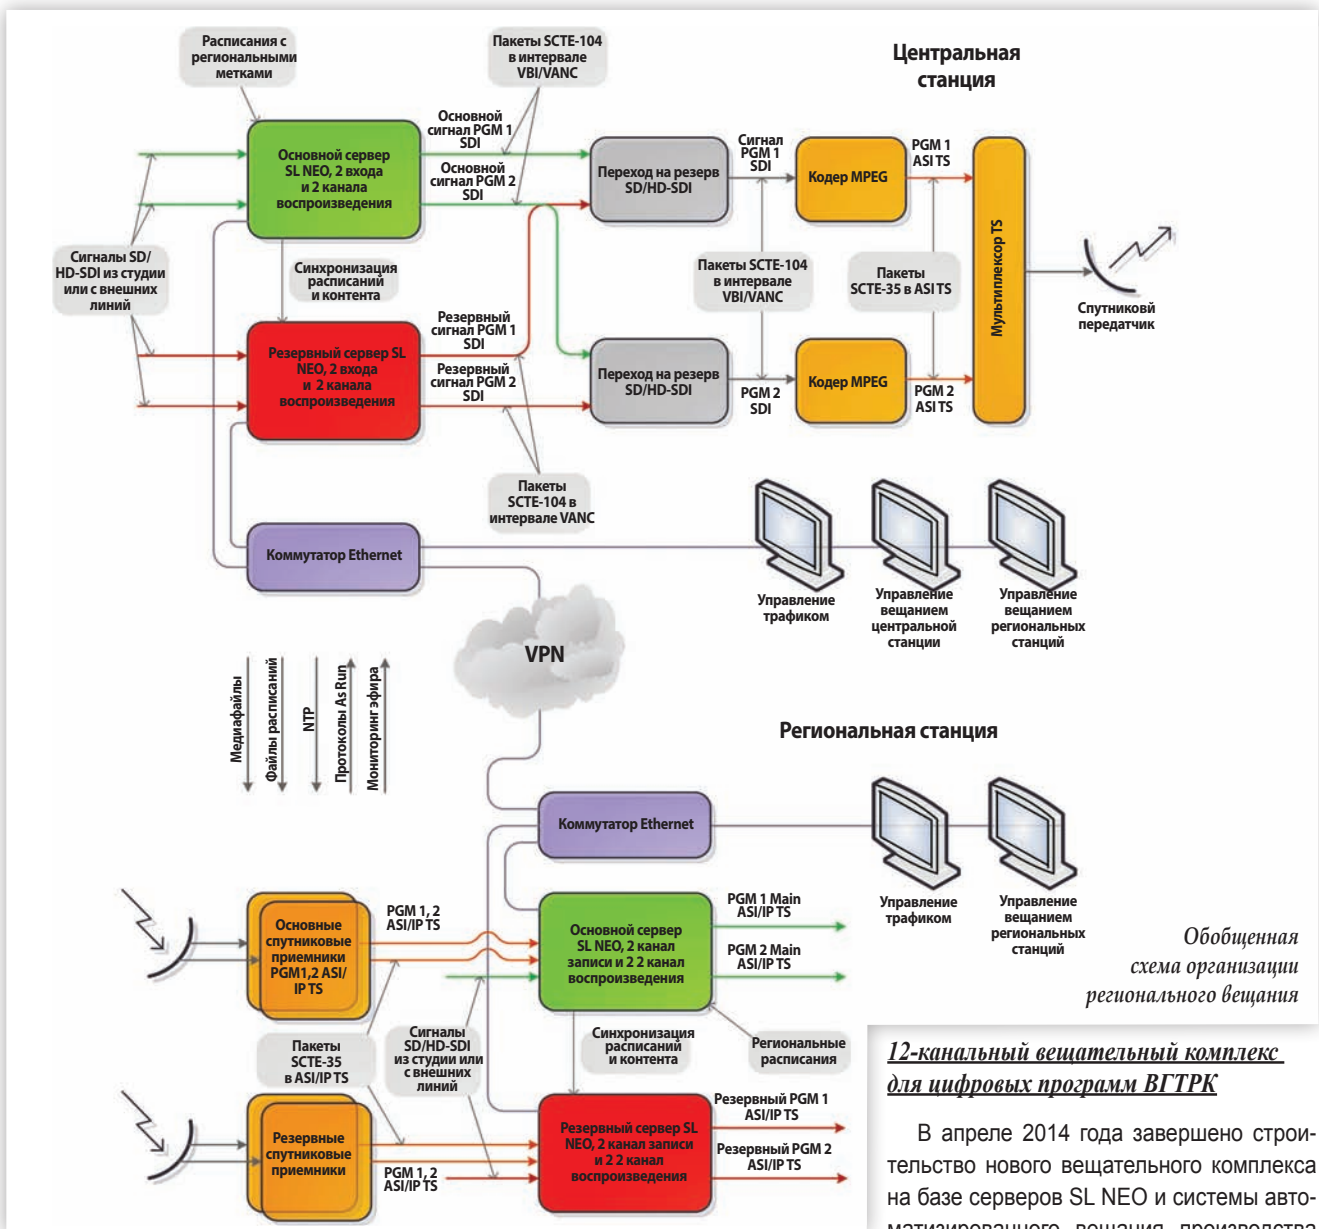 Расписания с
региональными
метками
Пакеты SCTE-104
в интервале
VBI/VANC
Центральная
станция
Основной сервер
SL NEO, 2 входа
и 2 канала
воспроизведения
Основной
сигнал PGM 1
SDI
Основной
сигнал PGM 2
SDI
Переход на резерв
SD/HD-SDI
Сигнал
PGM 1
SDI
Кодер MPEG
PGM 1
ASI TS
Мультиплексор TS
Сигналы SD/
HD-SDI из студии
или с внешних
линий
Синхронизация
расписаний
и контента
Пакеты SCTE-104
в интервале
VBI/VANC
Пакеты
SCTE-35 в ASI TS
Спутникови
передатчик
Резервный сервер SL
NEO, 2 входа
и 2 канала
воспроизведения
Резервный
сигнал PGM 1
SDI
Резервный
сигнал PGM 2
SDI
Переход на резерв
SD/HD-SDI
PGM 2
SDI
Кодер MPEG
PGM 2
ASI TS
Пакеты
SCTE-104 в
интервале VANC
Коммутатор Ethernet
Управление
трафиком
Управление
вещанием
центральной
станции
Управление
вещанием
региональных
станций
VPN
Медиафайлы
Файлы расписаний
NTP
Протоколы As Run
Мониторинг эфира
Региональная станция
Коммутатор Ethernet
Управление
трафиком
Управление
вещанием
региональных
станций
Основные
спутниковые
приемники
PGM1,2 ASI/
IP TS
PGM 1, 2
ASI/IP TS
Основной сервер
SL NEO, 2 канал
записи и 2 2 канал
воспроизведения
PGM 1 Main
ASI/IP TS
PGM 2 Main
ASI/IP TS
Пакеты
SCTE-35
в ASI/IP TS
Сигналы
SD/HD-SDI
из студии или
с внешних
линий
Синхронизация
расписаний
и контента
Региональные
расписания
Резервные
спутниковые
приемники
PGM 1, 2
ASI/IP TS
Резервный сервер SL
NEO, 2 канал записи
и 2 2 канал
воспроизведения
Резервный PGM 1
ASI/IP TS
Резервный PGM 2
ASI/IP TS
Обобщенная
схема организации
регионального вещания
12-канальный вещательный комплекс
для цифровых программ ВГТРК
В апреле 2014 года завершено строи-
тельство нового вещательного комплекса
на базе серверов SL NEO и системы авто-
матизированного вещания производства